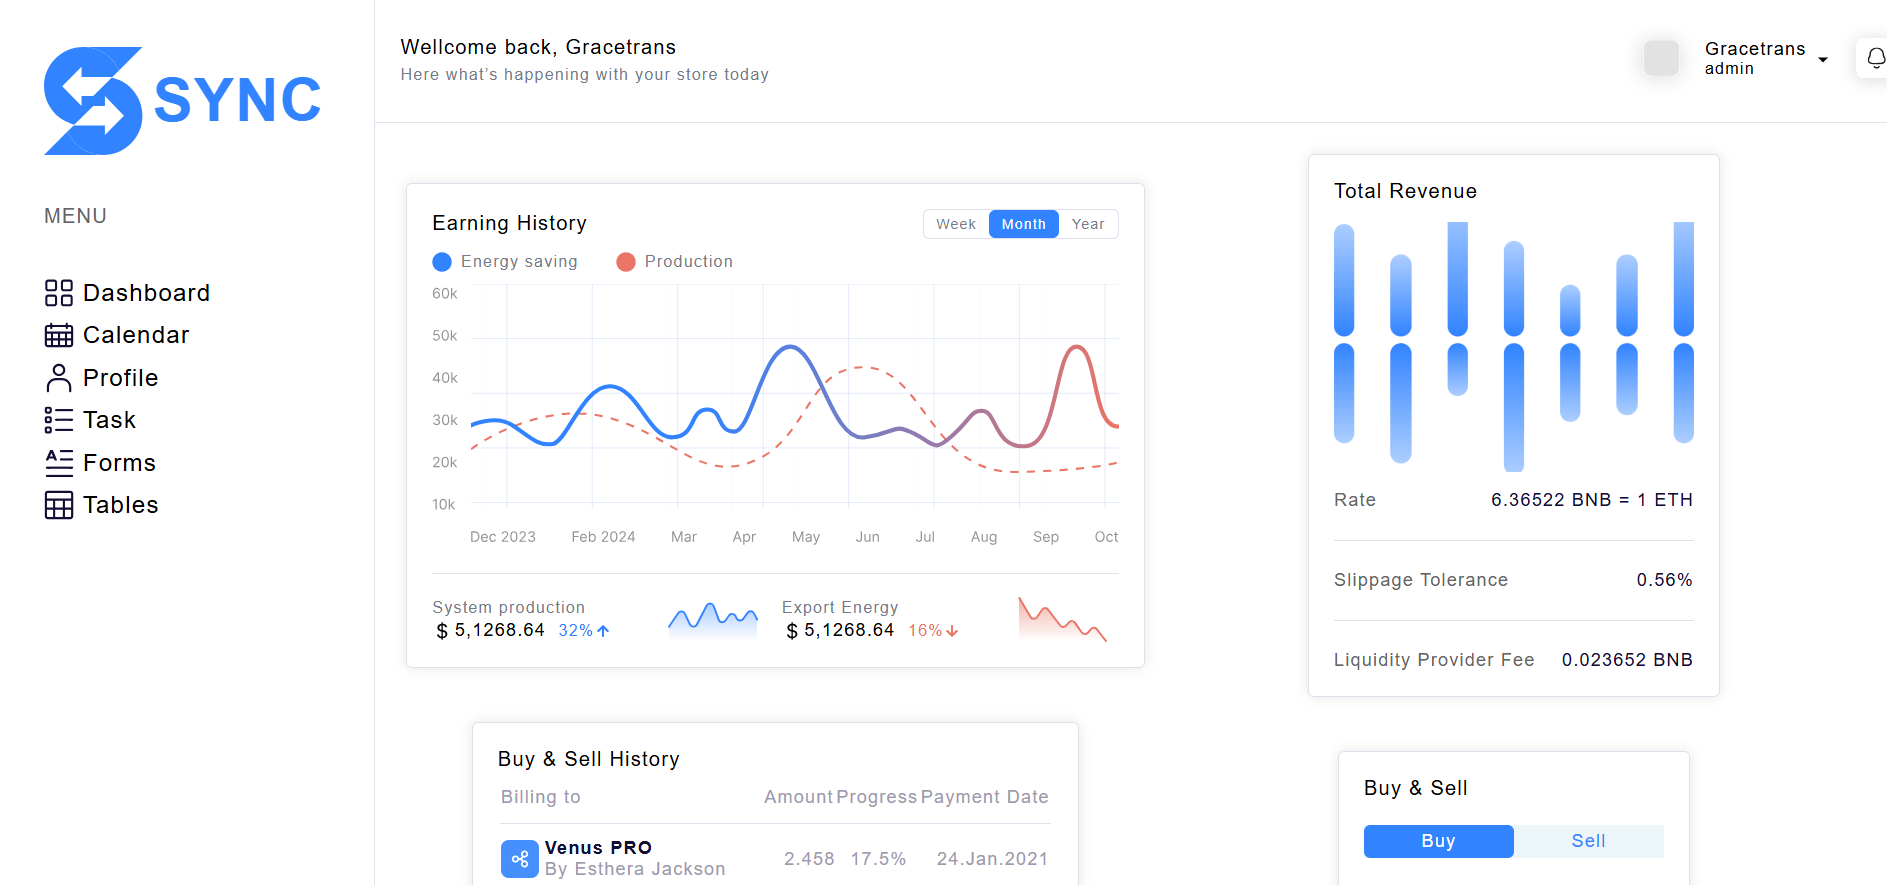 SYNC
MENU
Dashboard
Calendar
Profile
Task
Forms
Tables
Wellcome back, Gracetrans
Here what's happening with your store today
Gracetrans
admin
Earning History
Week Month Year
Energy saving Production
60k
50k
40k
30k
20k
10k
Dec 2023 Feb 2024 Mar Apr May Jun Jul Aug Sep Oct
System production
$ 5,1268.64 32%
Export Energy
$ 5,1268.64 16%
Total Revenue
Rate 6.36522 BNB = 1 ETH
Slippage Tolerance 0.56%
Liquidity Provider Fee 0.023652 BNB
Buy & Sell History
Billing to Amount Progress Payment Date
Venus PRO
By Esthera Jackson
2.458 17.5% 24.Jan.2021
Buy & Sell
Buy Sell